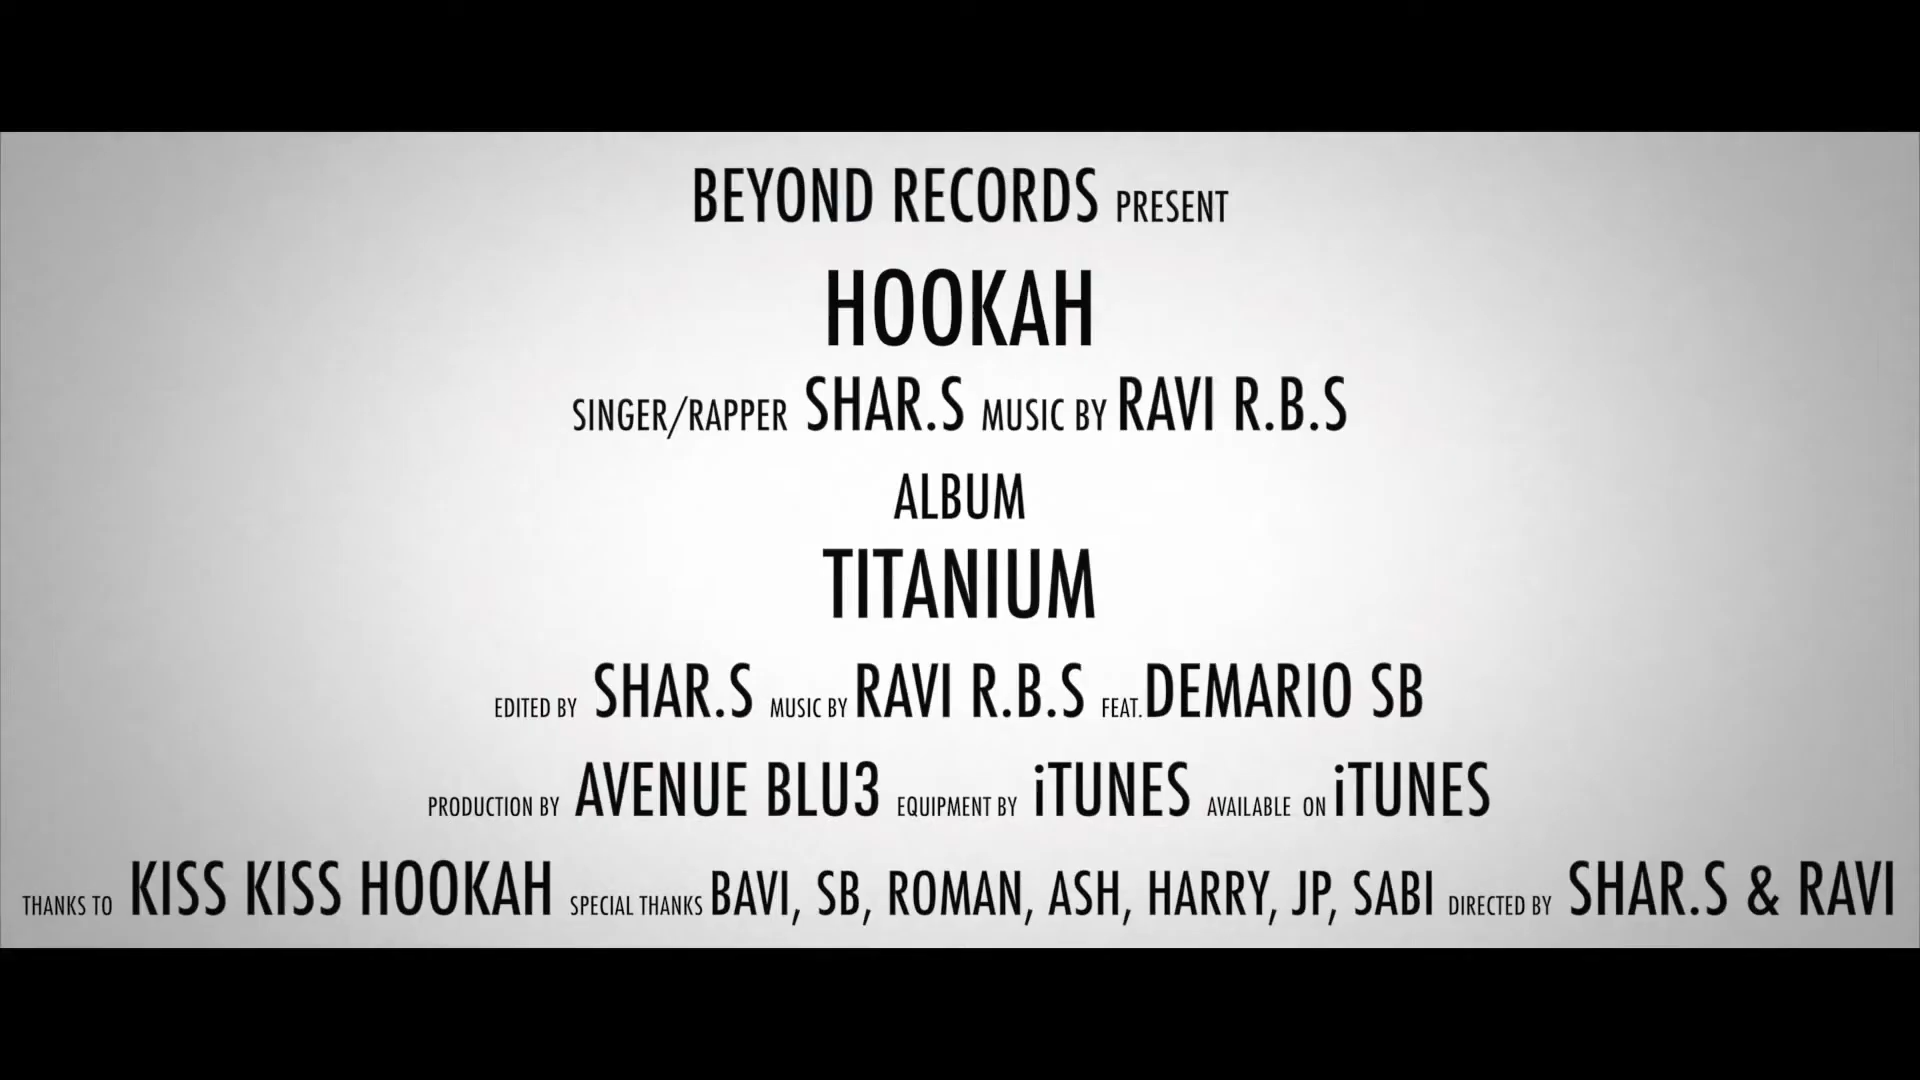 BEYOND RECORDS PRESENT
HOOKAH
SINGER/RAPPER SHAR.S MUSIC BY RAVI R.B.S
ALBUM
TITANIUM
EDITED BY SHAR.S MUSIC BY RAVI R.B.S FEAT. DEMARIO SB
PRODUCTION BY AVENUE BLU3 EQUIPMENT BY iTUNES AVAILABLE ON iTUNES
THANKS TO KISS KISS HOOKAH SPECIAL THANKS BAVI, SB, ROMAN, ASH, HARRY, JP, SABI DIRECTED BY SHAR.S & RAVI